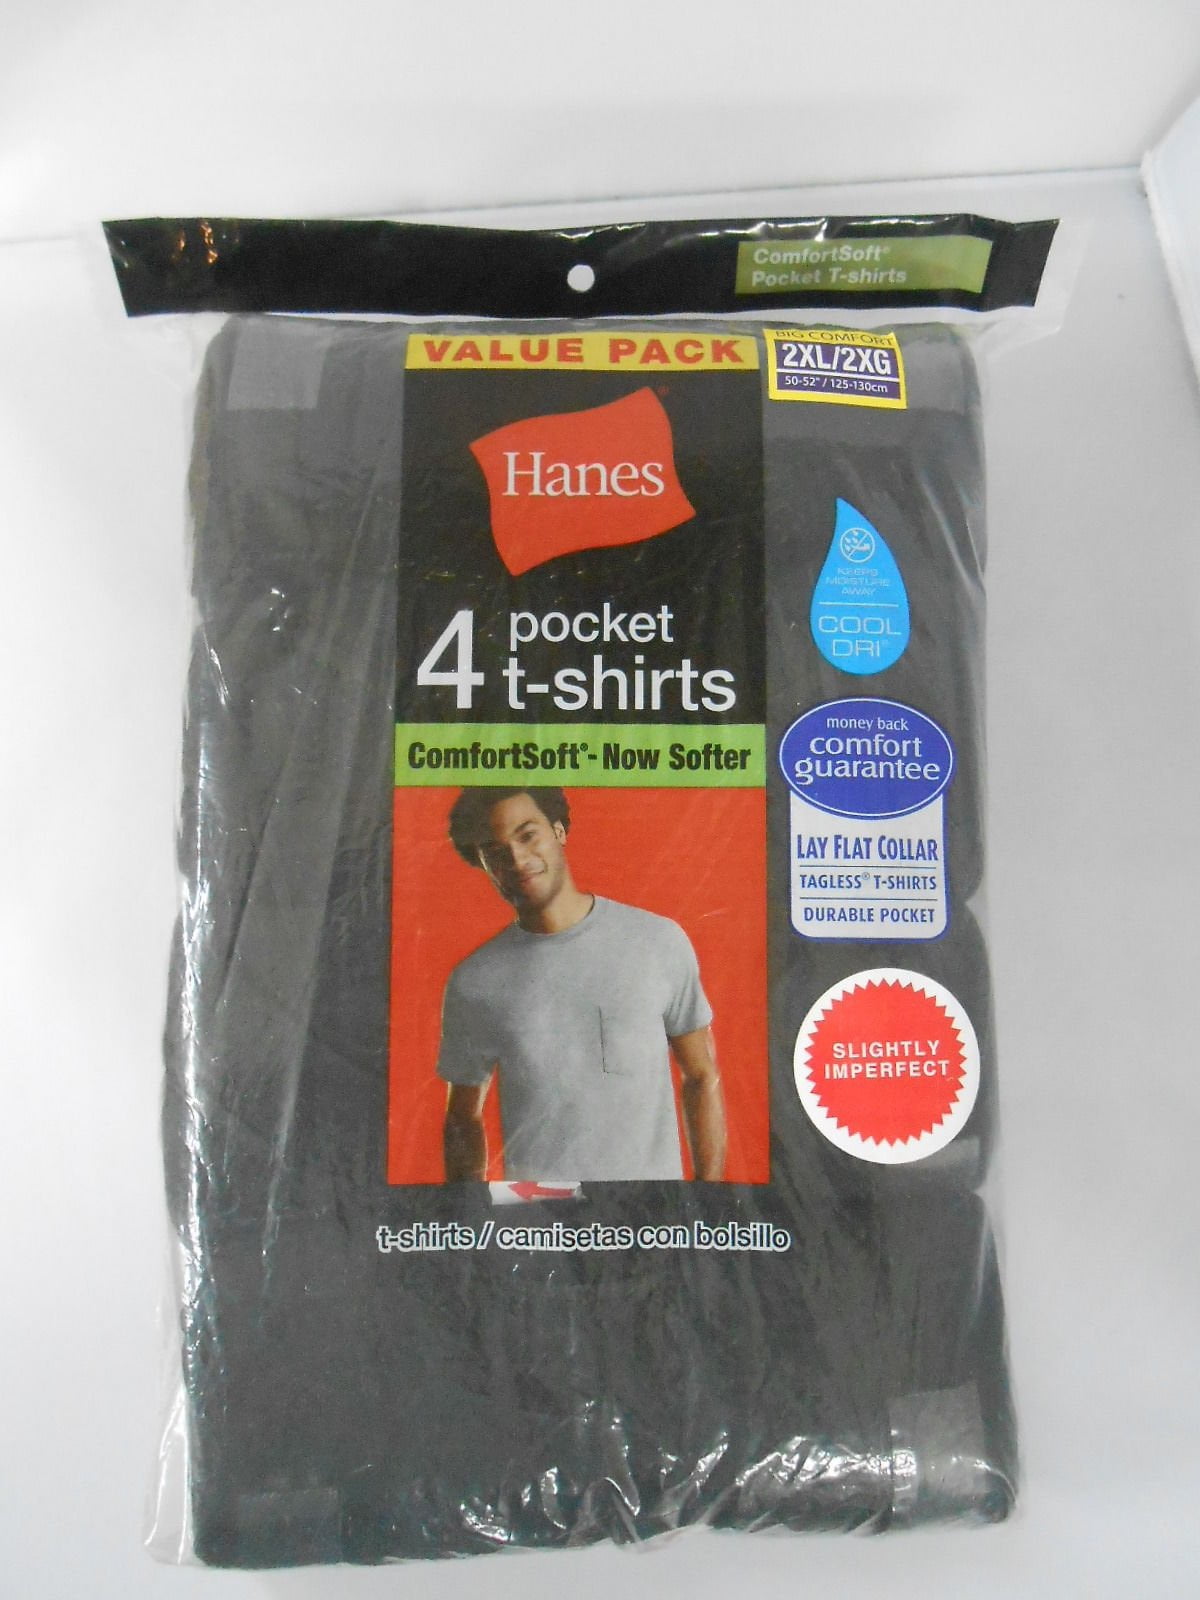 ComfortSoft®
Pocket T-shirts
VALUE PACK
BIG COMFORT
2XL/2XG
50-52" / 125-130cm
Hanes®
KEEPS
MOISTURE
AWAY
COOL
DRI®
4 pocket
t-shirts
ComfortSoft®-Now Softer
money back
comfort
guarantee
LAY FLAT COLLAR
TAGLESS® T-SHIRTS
DURABLE POCKET
SLIGHTLY
IMPERFECT
t-shirts / camisetas con bolsillo